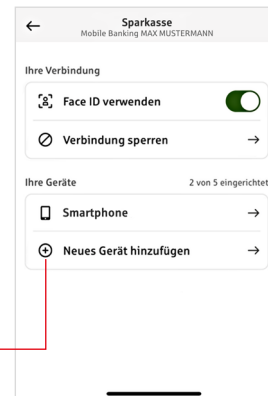 Sparkasse
Mobile Banking MAX MUSTERMANN
Ihre Verbindung
Face ID verwenden
Verbindung sperren
Ihre Geräte 2 von 5 eingerichtet
Smartphone
Neues Gerät hinzufügen